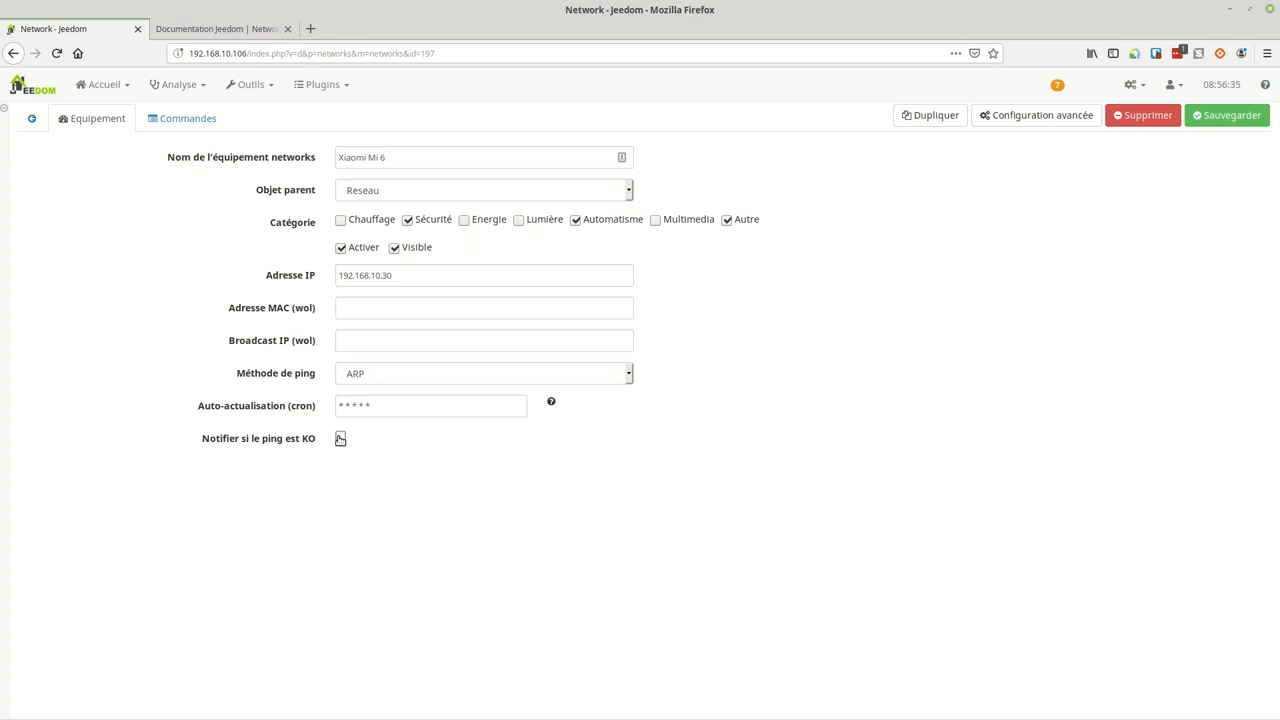 Network - Jeedom - Mozilla Firefox
Network - Jeedom
Documentation Jeedom | Networ
192.168.10.106/index.php?v=d&p=networks&m=networks&id=197
1
JEEDOM
Accueil
Analyse
Outils
Plugins
7
08:56:35
Equipement
Commandes
Dupliquer
Configuration avancée
Supprimer
Sauvegarder
Nom de l'équipement networks
Xiaomi Mi 6
Objet parent
Reseau
Catégorie
Chauffage Sécurité Energie Lumière Automatisme Multimedia Autre
Activer Visible
Adresse IP
192.168.10.30
Adresse MAC (wol)
Broadcast IP (wol)
Méthode de ping
ARP
Auto-actualisation (cron)
* * * * *
Notifier si le ping est KO